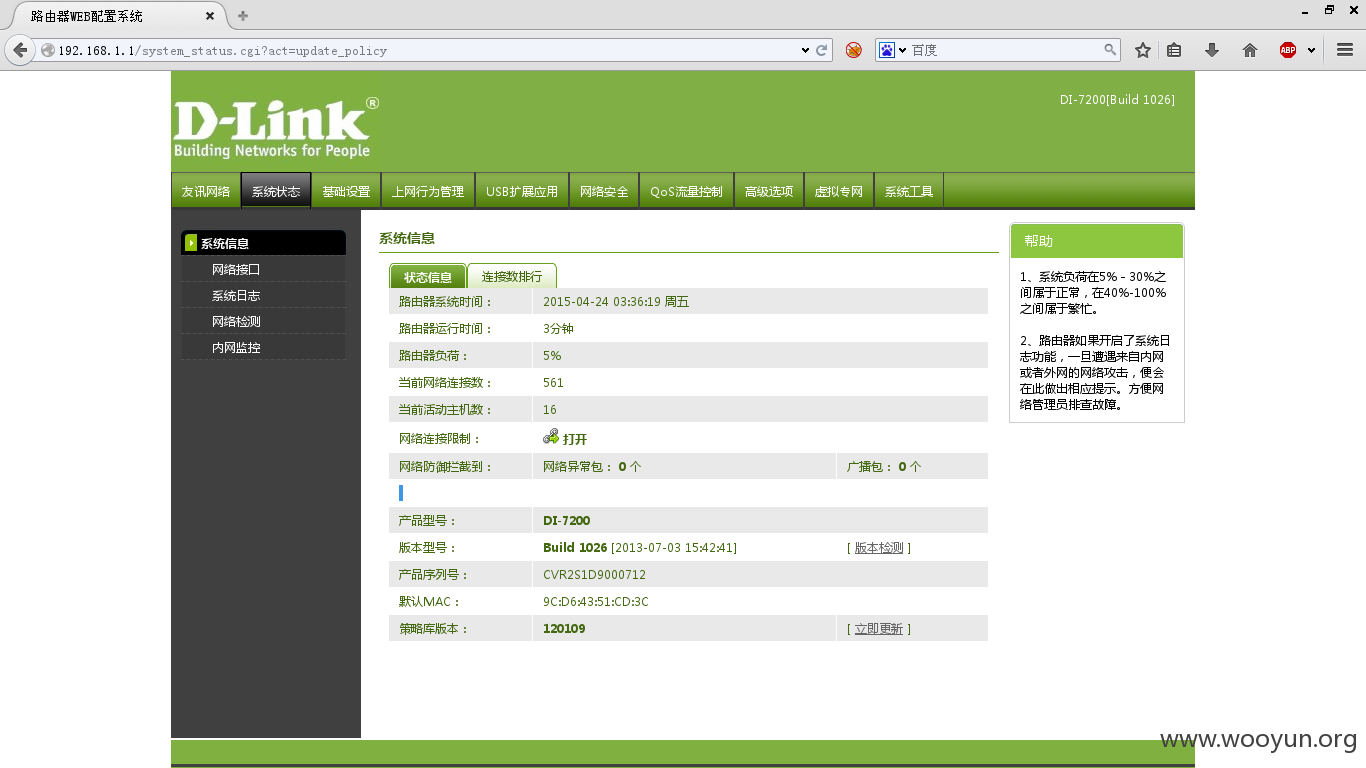 路由器WEB配置系统
192.168.1.1/system_status.cgi?act=update_policy
百度
ABP
D-Link®
Building Networks for People
DI-7200[Build 1026]
友讯网络 系统状态 基础设置 上网行为管理 USB扩展应用 网络安全 QoS流量控制 高级选项 虚拟专网 系统工具
系统信息
网络接口
系统日志
网络检测
内网监控
系统信息
状态信息 连接数排行
路由器系统时间： 2015-04-24 03:36:19 周五
路由器运行时间： 3分钟
路由器负荷： 5%
当前网络连接数： 561
当前活动主机数： 16
网络连接限制： 打开
网络防御拦截到： 网络异常包： 0 个 广播包： 0 个
产品型号： DI-7200
版本型号： Build 1026 [2013-07-03 15:42:41] [ 版本检测 ]
产品序列号： CVR2S1D9000712
默认MAC： 9C:D6:43:51:CD:3C
策略库版本： 120109 [ 立即更新 ]
帮助
1、系统负荷在5% - 30%之
间属于正常，在40%-100%
之间属于繁忙。
2、路由器如果开启了系统日
志功能，一旦遭遇来自内网
或者外网的网络攻击，便会
在此做出相应提示。方便网
络管理员排查故障。
www.wooyun.org